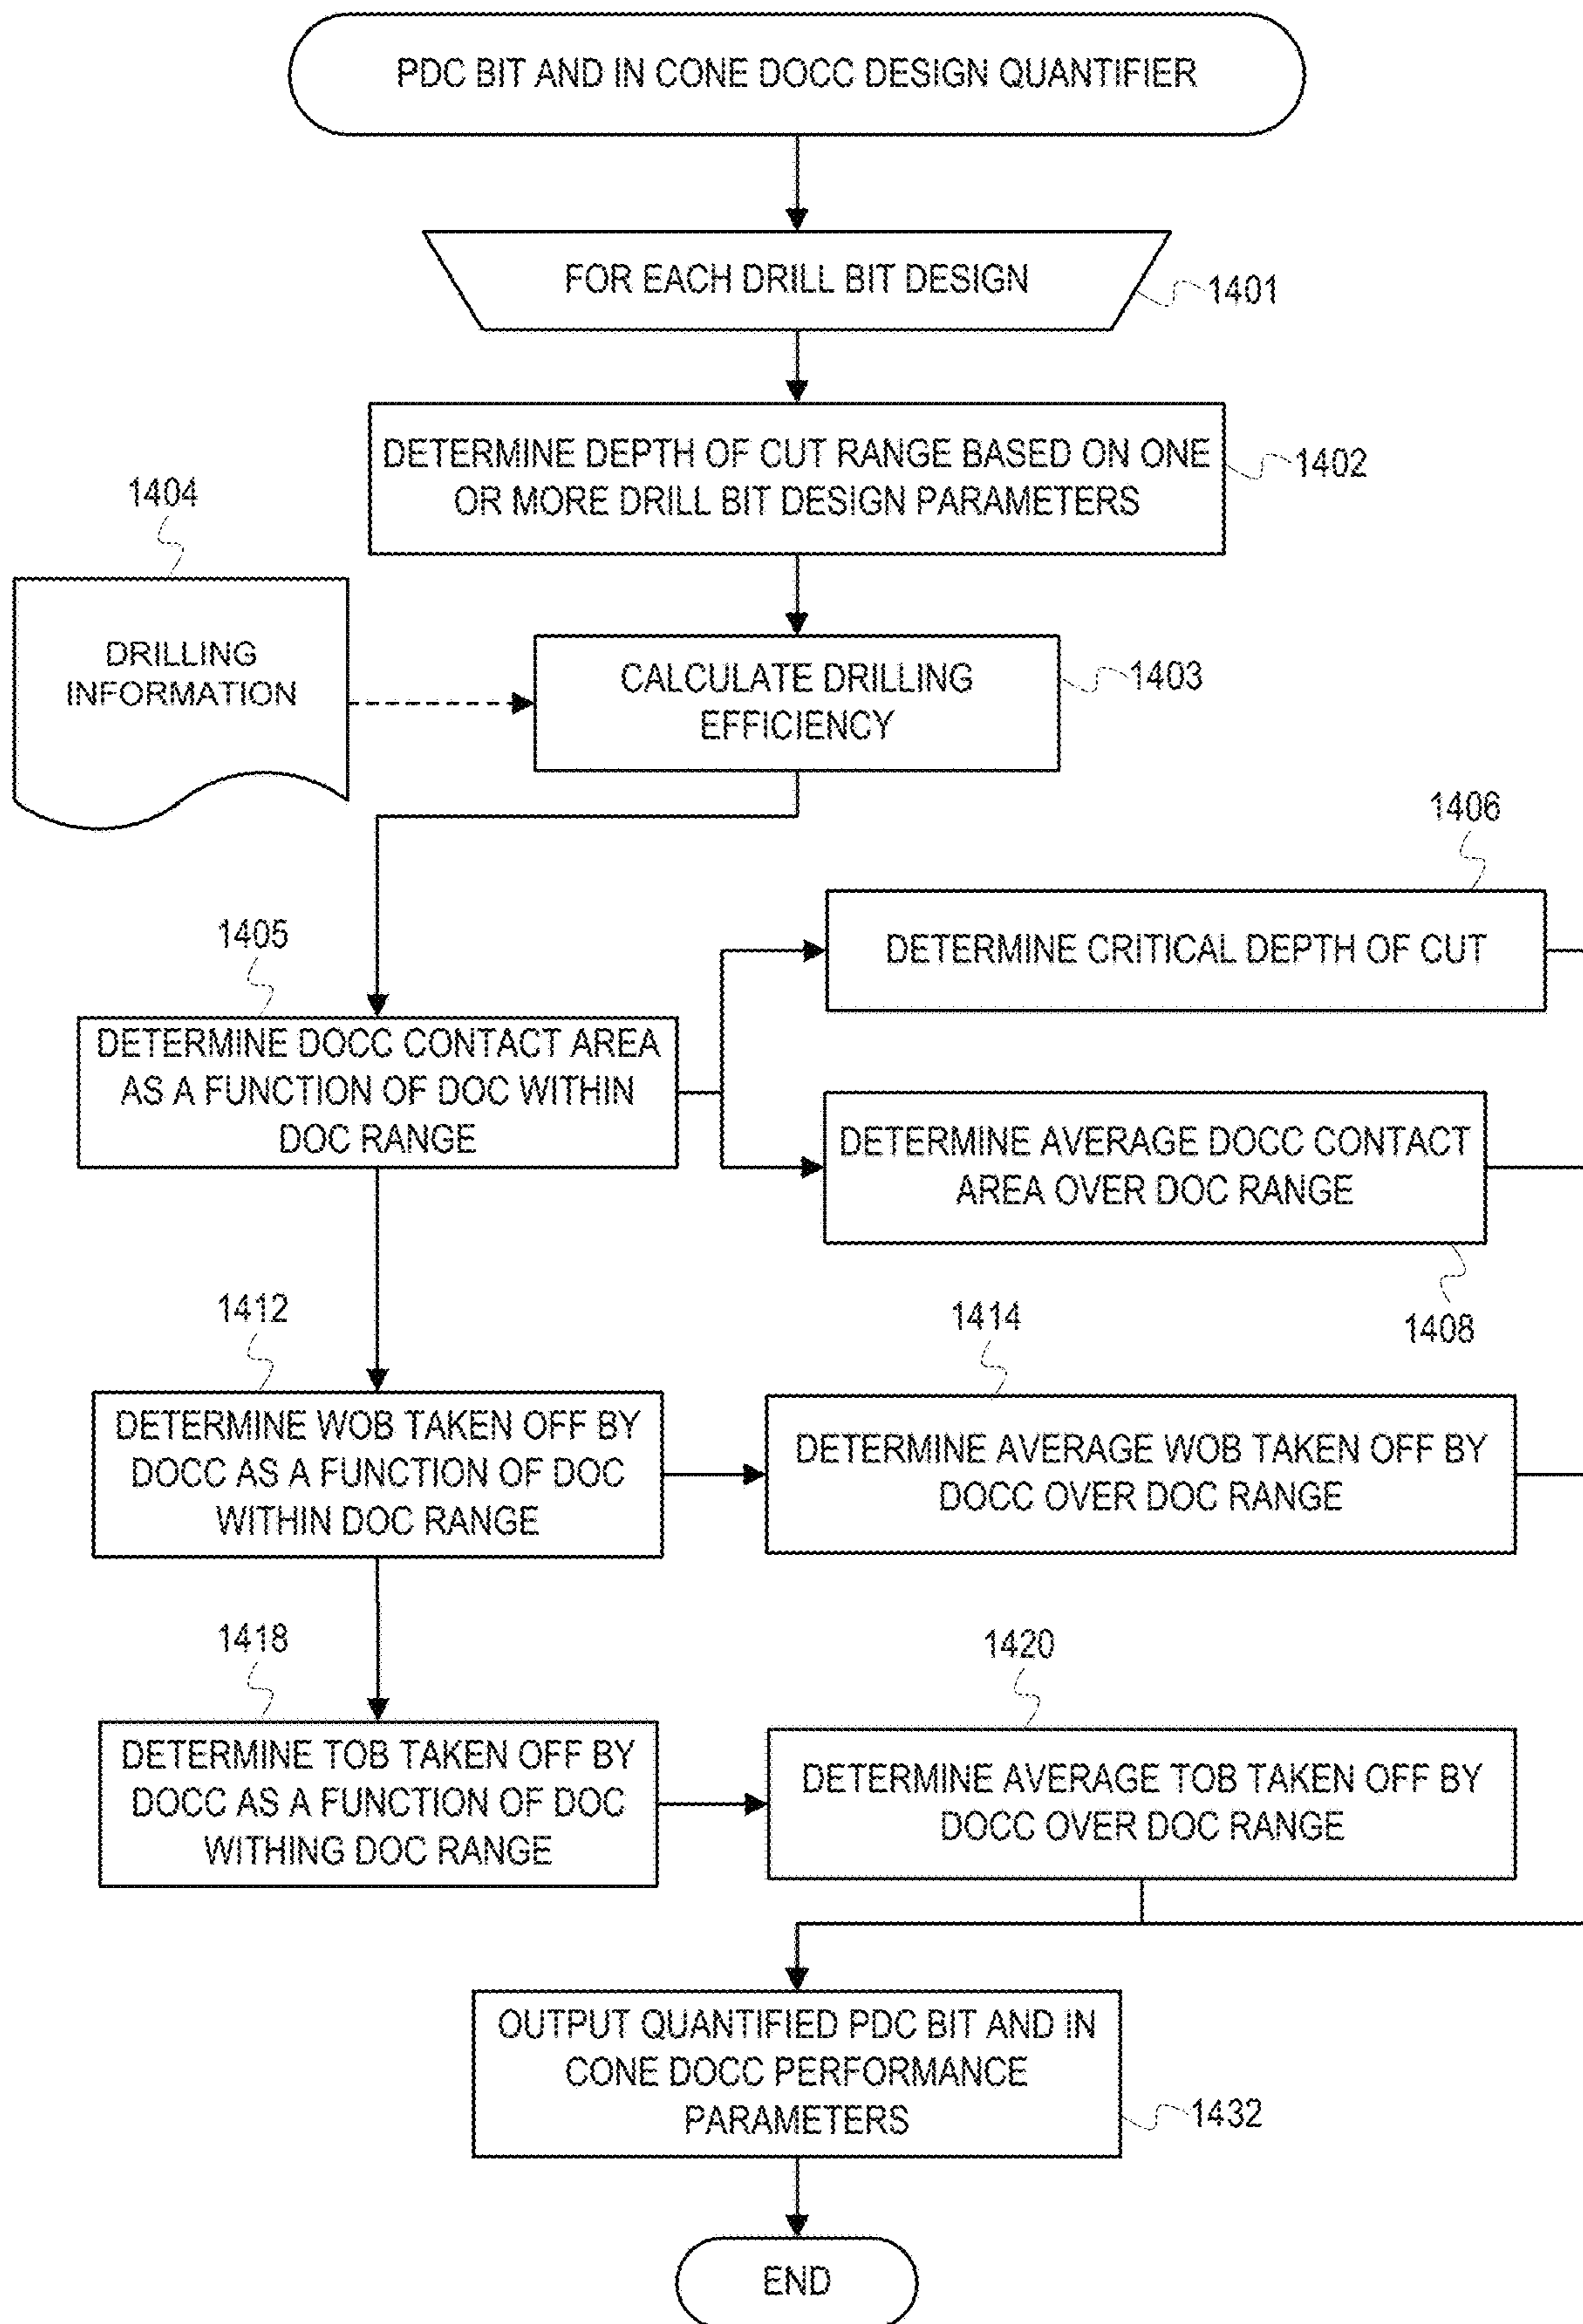 PDC BIT AND IN CONE DOCC DESIGN QUANTIFIER
FOR EACH DRILL BIT DESIGN
1401
DETERMINE DEPTH OF CUT RANGE BASED ON ONE
OR MORE DRILL BIT DESIGN PARAMETERS
1402
1404
DRILLING
INFORMATION
CALCULATE DRILLING
EFFICIENCY
1403
1406
DETERMINE CRITICAL DEPTH OF CUT
1405
DETERMINE DOCC CONTACT AREA
AS A FUNCTION OF DOC WITHIN
DOC RANGE
DETERMINE AVERAGE DOCC CONTACT
AREA OVER DOC RANGE
1408
1412
DETERMINE WOB TAKEN OFF BY
DOCC AS A FUNCTION OF DOC
WITHIN DOC RANGE
1414
DETERMINE AVERAGE WOB TAKEN OFF BY
DOCC OVER DOC RANGE
1418
DETERMINE TOB TAKEN OFF BY
DOCC AS A FUNCTION OF DOC
WITHING DOC RANGE
1420
DETERMINE AVERAGE TOB TAKEN OFF BY
DOCC OVER DOC RANGE
OUTPUT QUANTIFIED PDC BIT AND IN
CONE DOCC PERFORMANCE
PARAMETERS
1432
END